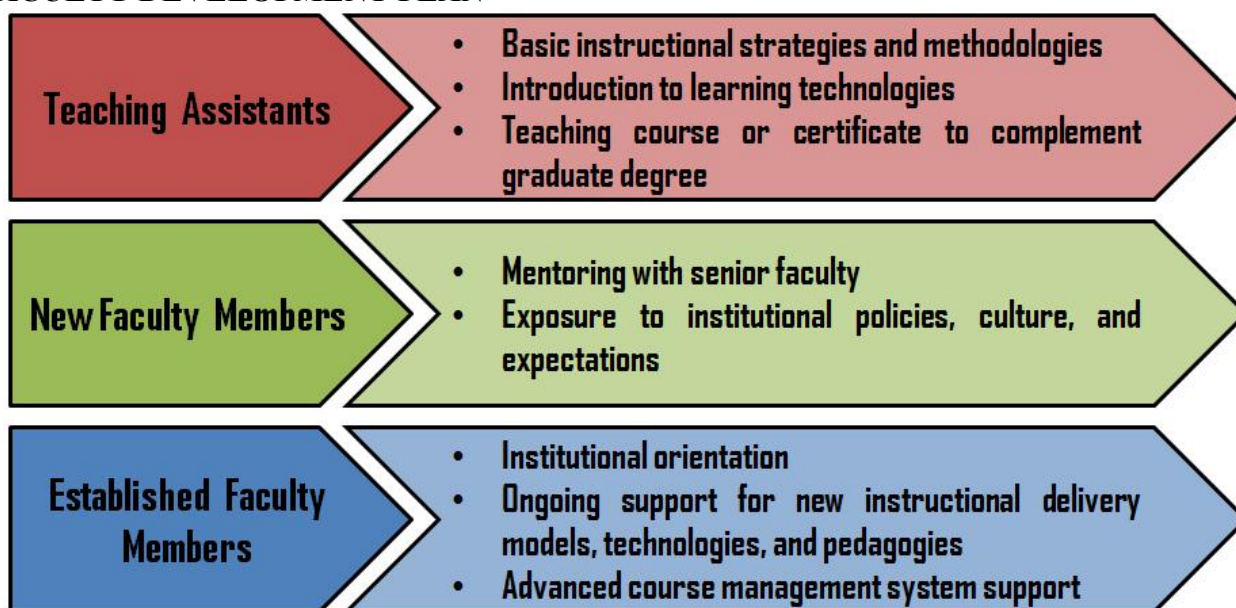 Teaching Assistants
• Basic instructional strategies and methodologies
• Introduction to learning technologies
• Teaching course or certificate to complement
graduate degree
New Faculty Members
• Mentoring with senior faculty
• Exposure to institutional policies, culture, and
expectations
Established Faculty
Members
• Institutional orientation
• Ongoing support for new instructional delivery
models, technologies, and pedagogies
• Advanced course management system support